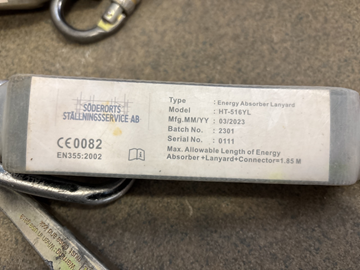 SÖDERORTS
STÄLLNINGSSERVICE AB
CE0082
EN355:2002
Type : Energy Absorber Lanyard
Model : HT-516YL
Mfg.MM/YY : 03/2023
Batch No. : 2301
Serial No. : 0111
Max. Allowable Length of Energy
Absorber+Lanyard+Connector=1.85 M